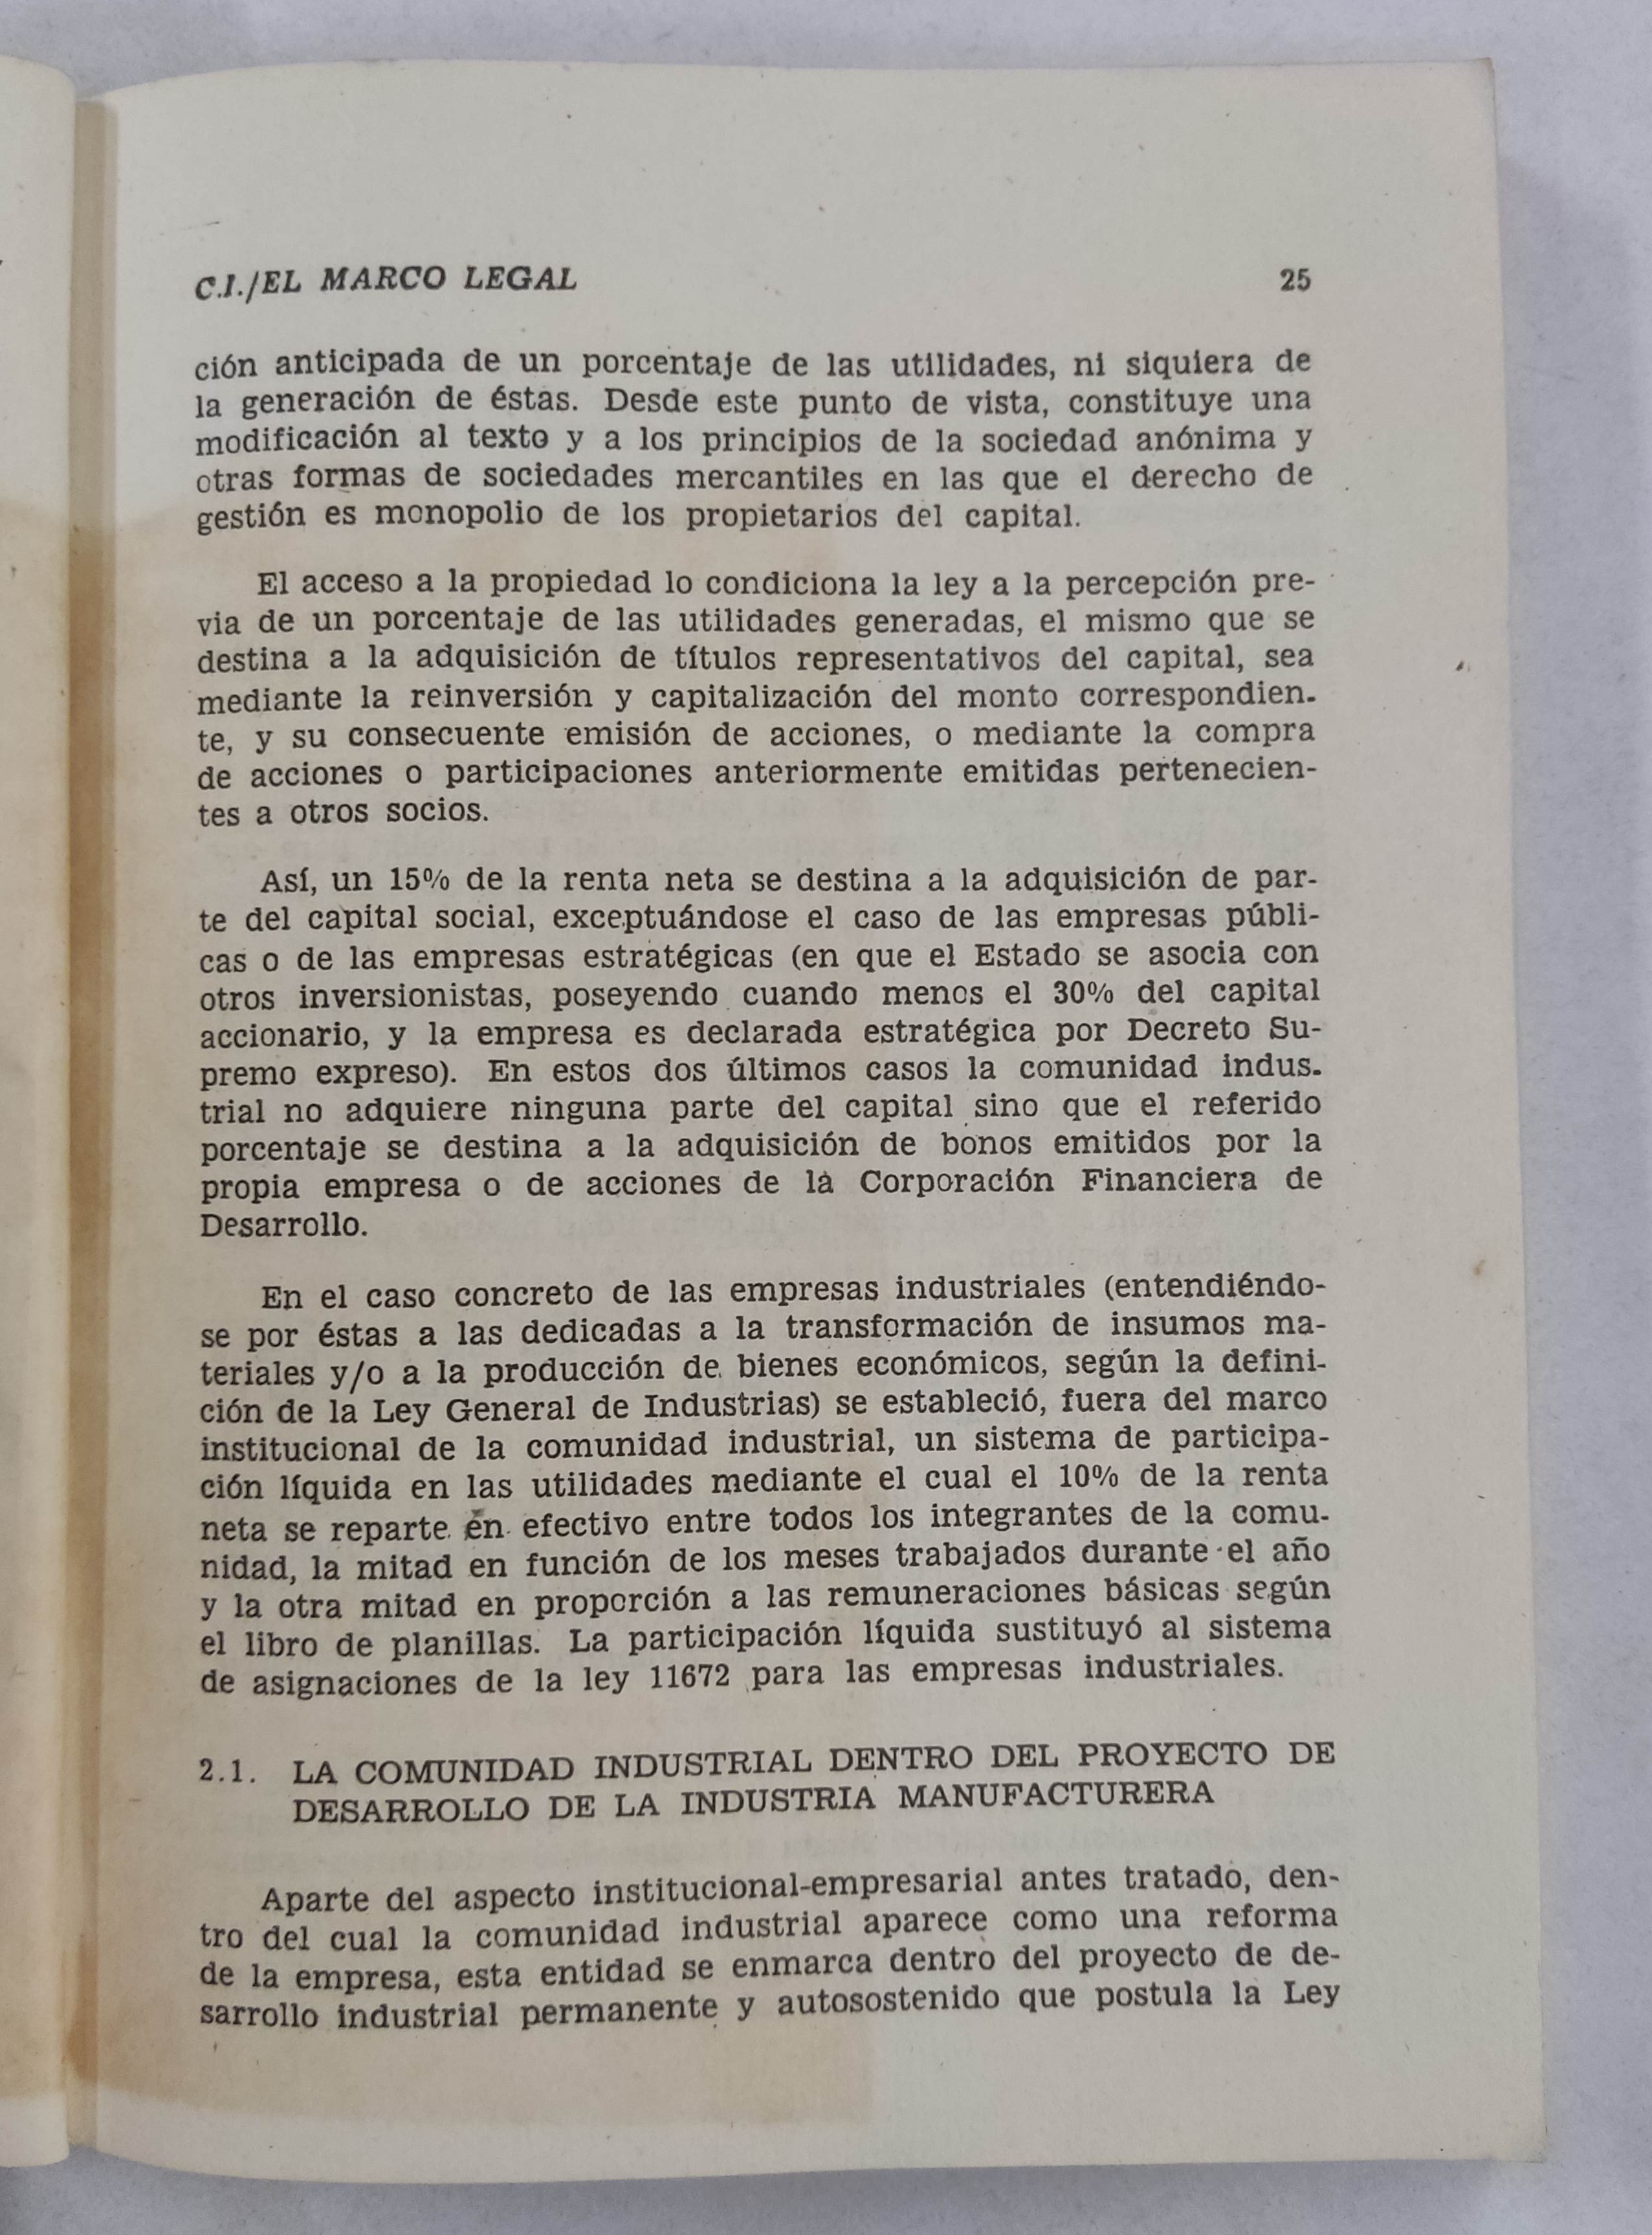 C.I./EL MARCO LEGAL 25
ción anticipada de un porcentaje de las utilidades, ni siquiera de
la generación de éstas. Desde este punto de vista, constituye una
modificación al texto y a los principios de la sociedad anónima y
otras formas de sociedades mercantiles en las que el derecho de
gestión es monopolio de los propietarios del capital.
El acceso a la propiedad lo condiciona la ley a la percepción pre-
via de un porcentaje de las utilidades generadas, el mismo que se
destina a la adquisición de títulos representativos del capital, sea
mediante la reinversión y capitalización del monto correspondien-
te, y su consecuente emisión de acciones, o mediante la compra
de acciones o participaciones anteriormente emitidas pertenecien-
tes a otros socios.
Así, un 15% de la renta neta se destina a la adquisición de par-
te del capital social, exceptuándose el caso de las empresas públi-
cas o de las empresas estratégicas (en que el Estado se asocia con
otros inversionistas, poseyendo cuando menos el 30% del capital
accionario, y la empresa es declarada estratégica por Decreto Su-
premo expreso). En estos dos últimos casos la comunidad indus-
trial no adquiere ninguna parte del capital sino que el referido
porcentaje se destina a la adquisición de bonos emitidos por la
propia empresa o de acciones de la Corporación Financiera de
Desarrollo.
En el caso concreto de las empresas industriales (entendiéndo-
se por éstas a las dedicadas a la transformación de insumos ma-
teriales y/o a la producción de bienes económicos, según la defini-
ción de la Ley General de Industrias) se estableció, fuera del marco
institucional de la comunidad industrial, un sistema de participa-
ción líquida en las utilidades mediante el cual el 10% de la renta
neta se reparte en efectivo entre todos los integrantes de la comu-
nidad, la mitad en función de los meses trabajados durante el año
y la otra mitad en proporción a las remuneraciones básicas según
el libro de planillas. La participación líquida sustituyó al sistema
de asignaciones de la ley 11672 para las empresas industriales.
2.1. LA COMUNIDAD INDUSTRIAL DENTRO DEL PROYECTO DE
DESARROLLO DE LA INDUSTRIA MANUFACTURERA
Aparte del aspecto institucional-empresarial antes tratado, den-
tro del cual la comunidad industrial aparece como una reforma
de la empresa, esta entidad se enmarca dentro del proyecto de de-
sarrollo industrial permanente y autosostenido que postula la Ley